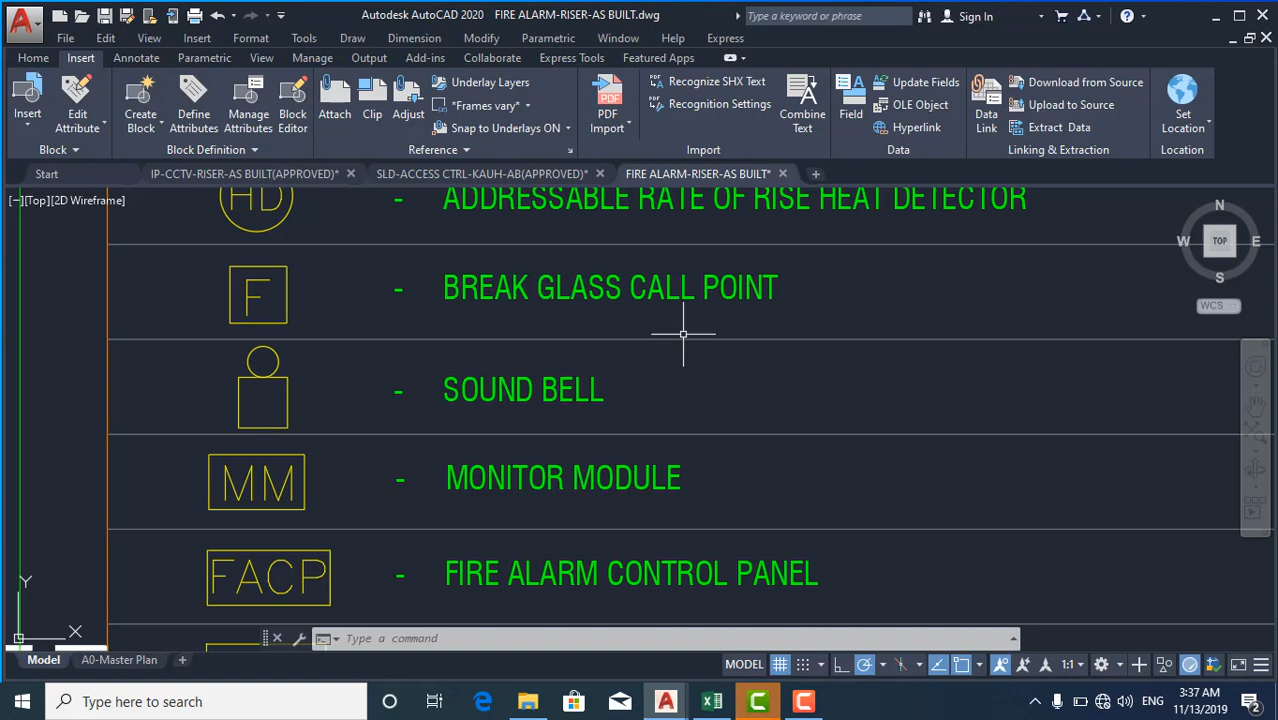 Autodesk AutoCAD 2020 FIRE ALARM-RISER-AS BUILT.dwg
Type a keyword or phrase
Sign In
File Edit View Insert Format Tools Draw Dimension Modify Parametric Window Help Express
Home Insert Annotate Parametric View Manage Output Add-ins Collaborate Express Tools Featured Apps
Insert
Edit Attribute
Create Block
Define Attributes
Manage Attributes
Block Editor
Attach
Clip
Adjust
Underlay Layers
*Frames vary*
Snap to Underlays ON
PDF
PDF Import
Recognize SHX Text
Recognition Settings
Combine Text
Field
Update Fields
OLE Object
Hyperlink
Data Link
Download from Source
Upload to Source
Extract Data
Set Location
Block
Block Definition
Reference
Import
Data
Linking & Extraction
Location
Start
IP-CCTV-RISER-AS BUILT(APPROVED)*
SLD-ACCESS CTRL-KAUH-AB(APPROVED)*
FIRE ALARM-RISER-AS BUILT*
[−][Top][2D Wireframe]
N
W TOP E
S
WCS
HD - ADDRESSABLE RATE OF RISE HEAT DETECTOR
F - BREAK GLASS CALL POINT
- SOUND BELL
MM - MONITOR MODULE
FACP - FIRE ALARM CONTROL PANEL
Y
X
Type a command
Model A0-Master Plan
MODEL
1:1
Type here to search
ENG
3:37 AM
11/13/2019
2